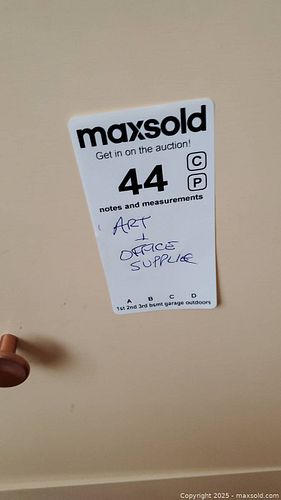 maxsold
Get in on the auction!
44
C
P
notes and measurements
ART
+
OFFICE
SUPPLIE
A B C D
1st 2nd 3rd bsmt garage outdoors
Copyright 2025 - maxsold.com